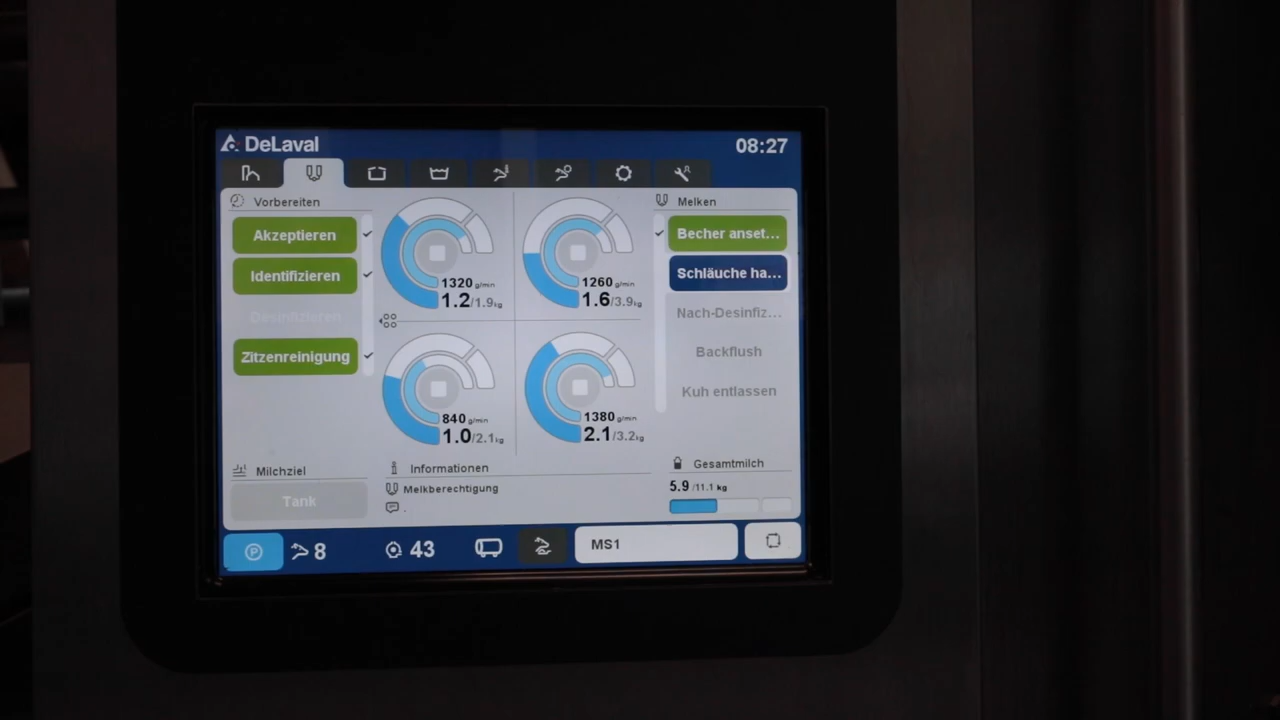 DeLaval
08:27
Vorbereiten
Akzeptieren
Identifizieren
Desinfizieren
Zitzenreinigung
1320 g/min
1.2/1.9kg
1260 g/min
1.6/3.9kg
840 g/min
1.0/2.1kg
1380 g/min
2.1/3.2kg
Melken
Becher anset...
Schläuche ha...
Nach-Desinfiz...
Backflush
Kuh entlassen
Milchziel
Tank
Informationen
Melkberechtigung
.
Gesamtmilch
5.9 /11.1 kg
P
8
43
MS1